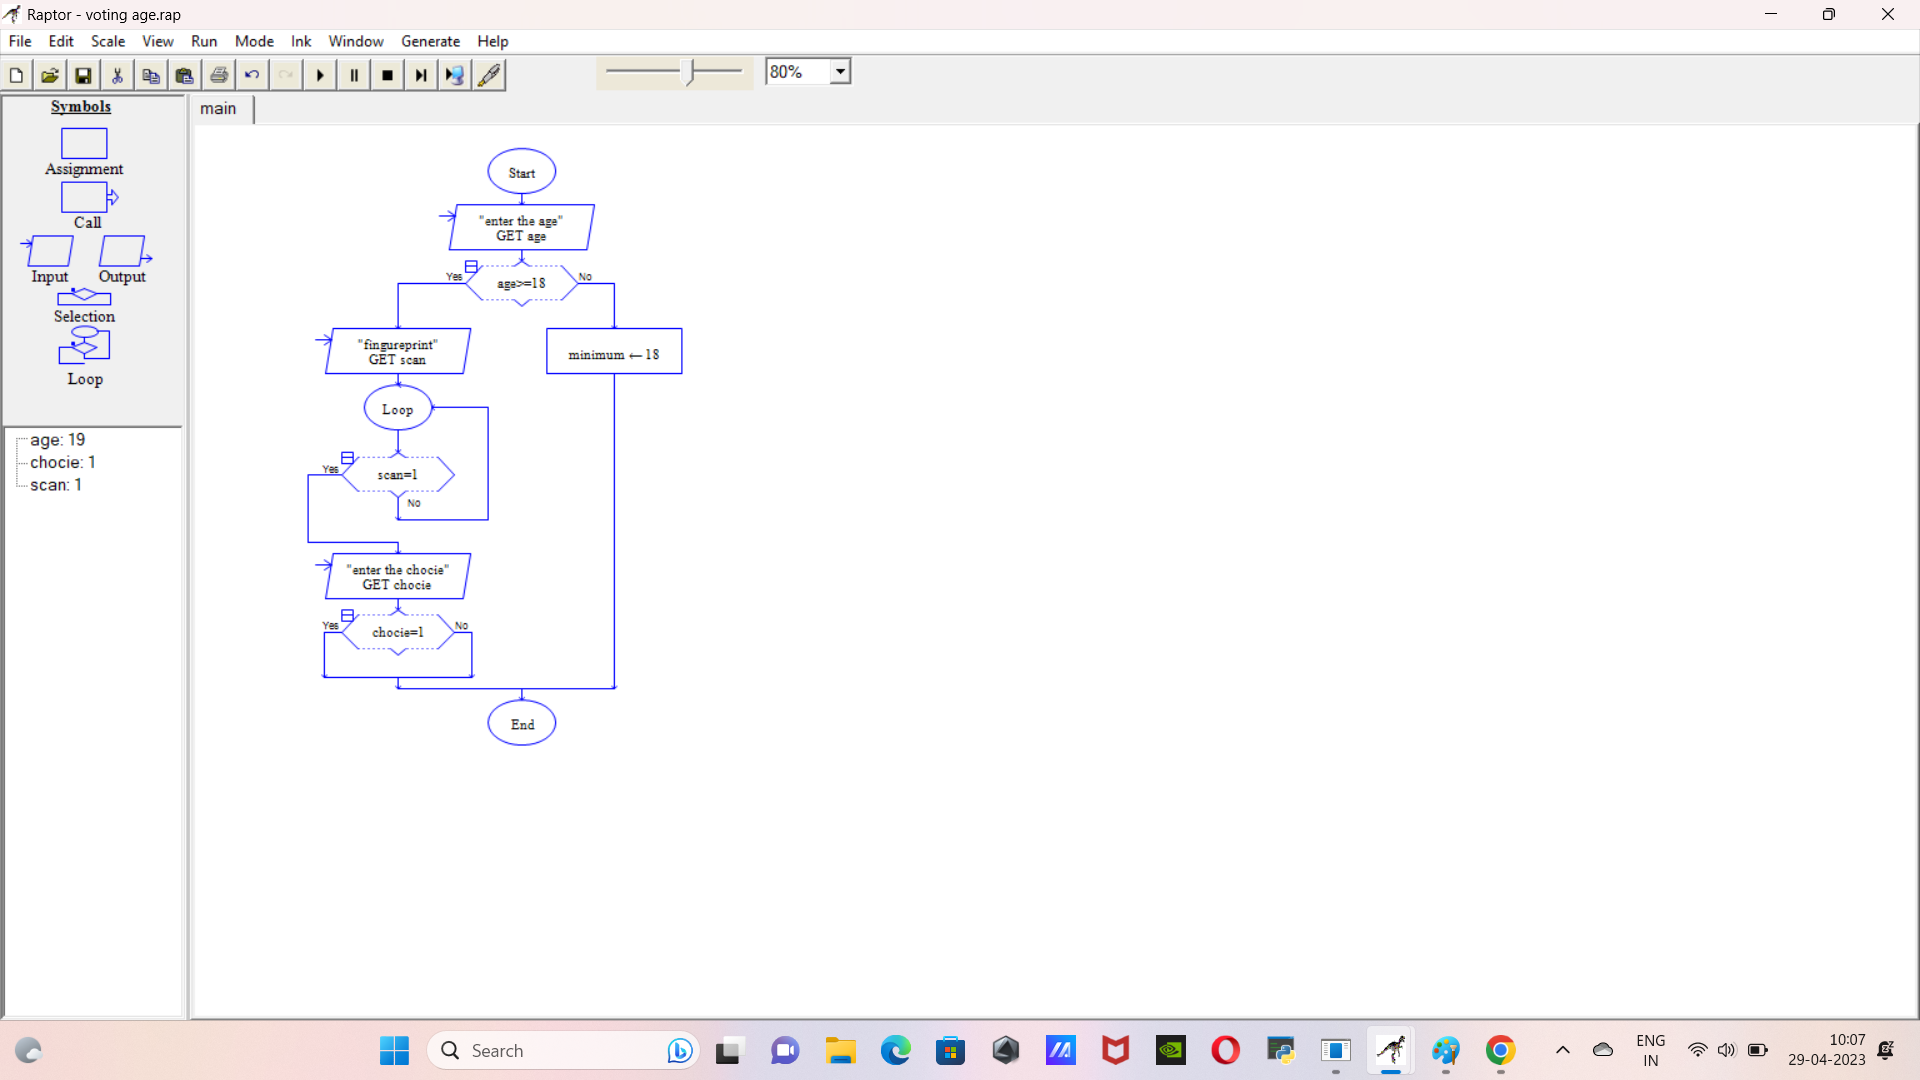 Raptor - voting age.rap
File Edit Scale View Run Mode Ink Window Generate Help
80%
Symbols
main
Assignment
Call
Input Output
Selection
Loop
age: 19
chocie: 1
scan: 1
Start
"enter the age"
GET age
Yes No
age>=18
"fingureprint"
GET scan
minimum ← 18
Loop
Yes
scan=1
No
"enter the chocie"
GET chocie
Yes No
chocie=1
End
Search
ENG
IN
10:07
29-04-2023